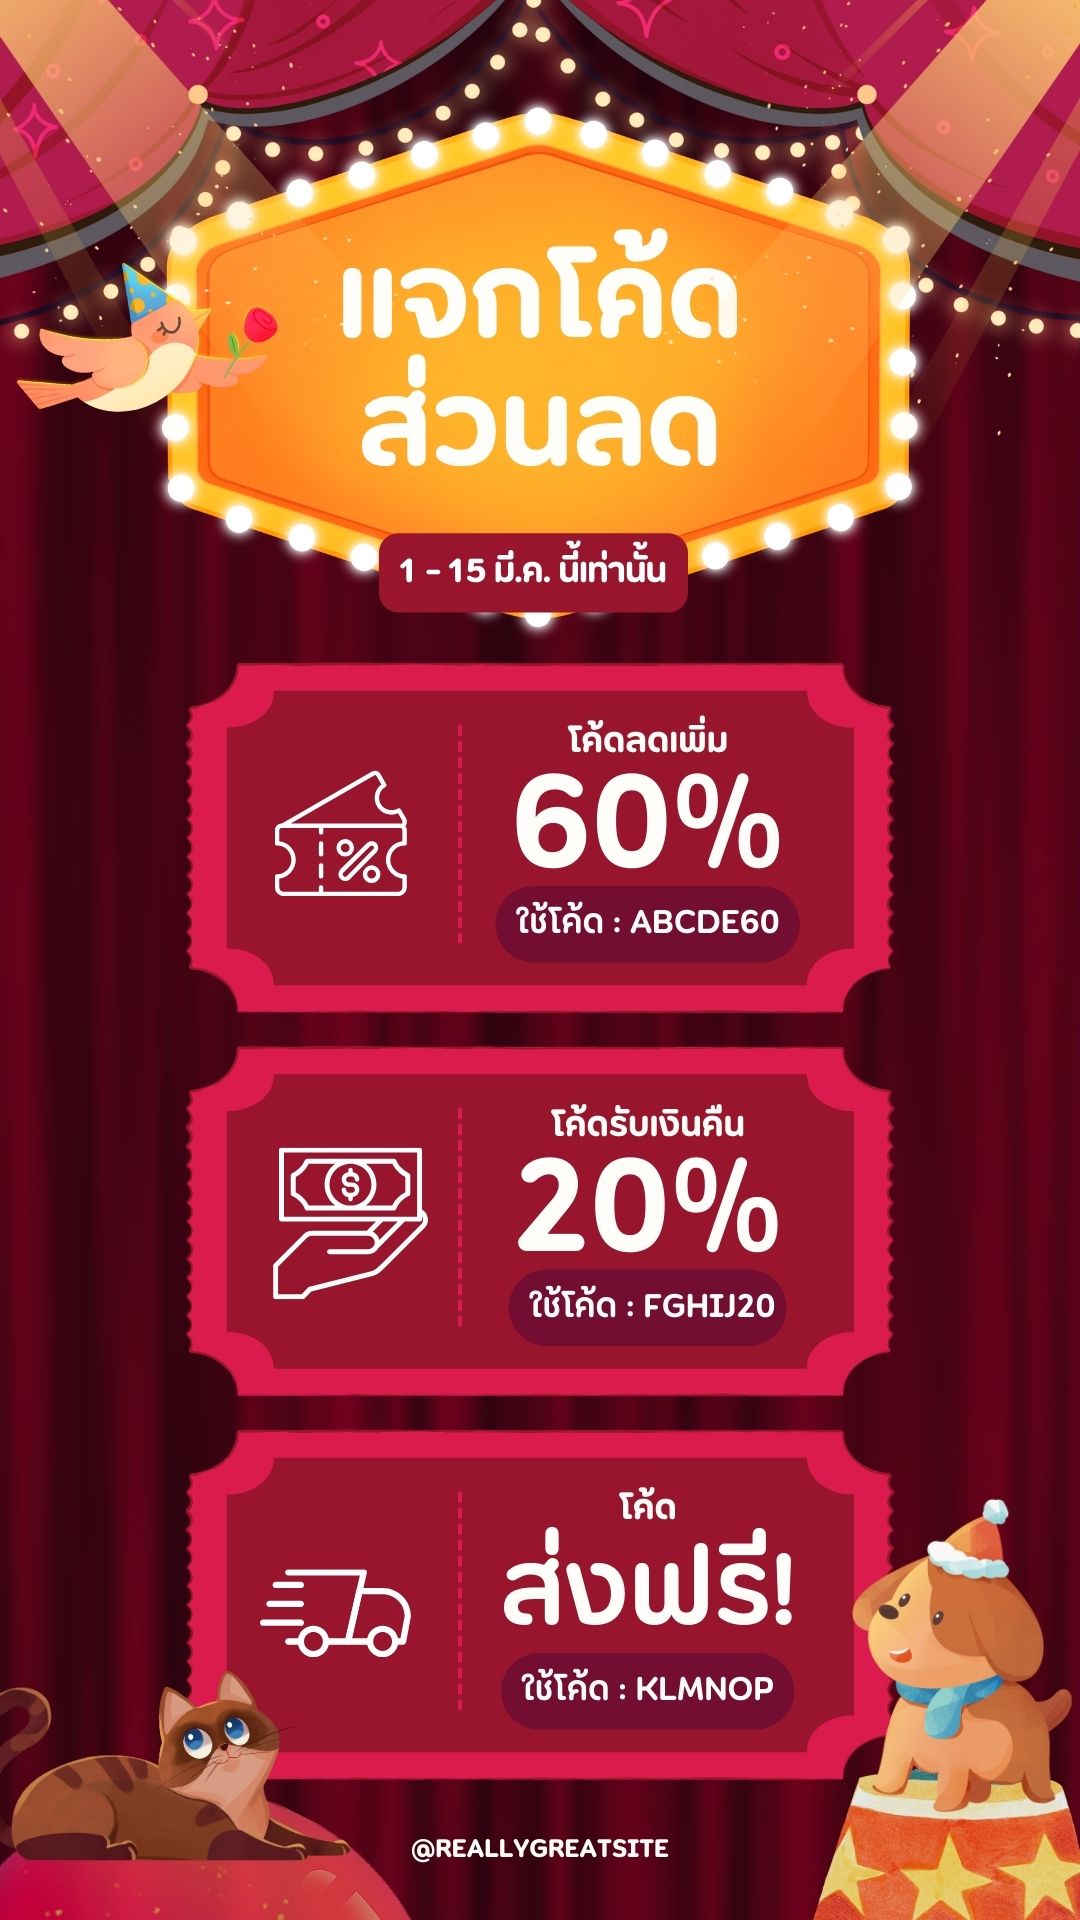 แจกโค้ด
ส่วนลด
1 - 15 มี.ค. นี้เท่านั้น
โค้ดลดเพิ่ม
60%
ใช้โค้ด : ABCDE60
โค้ดรับเงินคืน
20%
ใช้โค้ด : FGHIJ20
โค้ด
ส่งฟรี!
ใช้โค้ด : KLMNOP
@REALLYGREATSITE